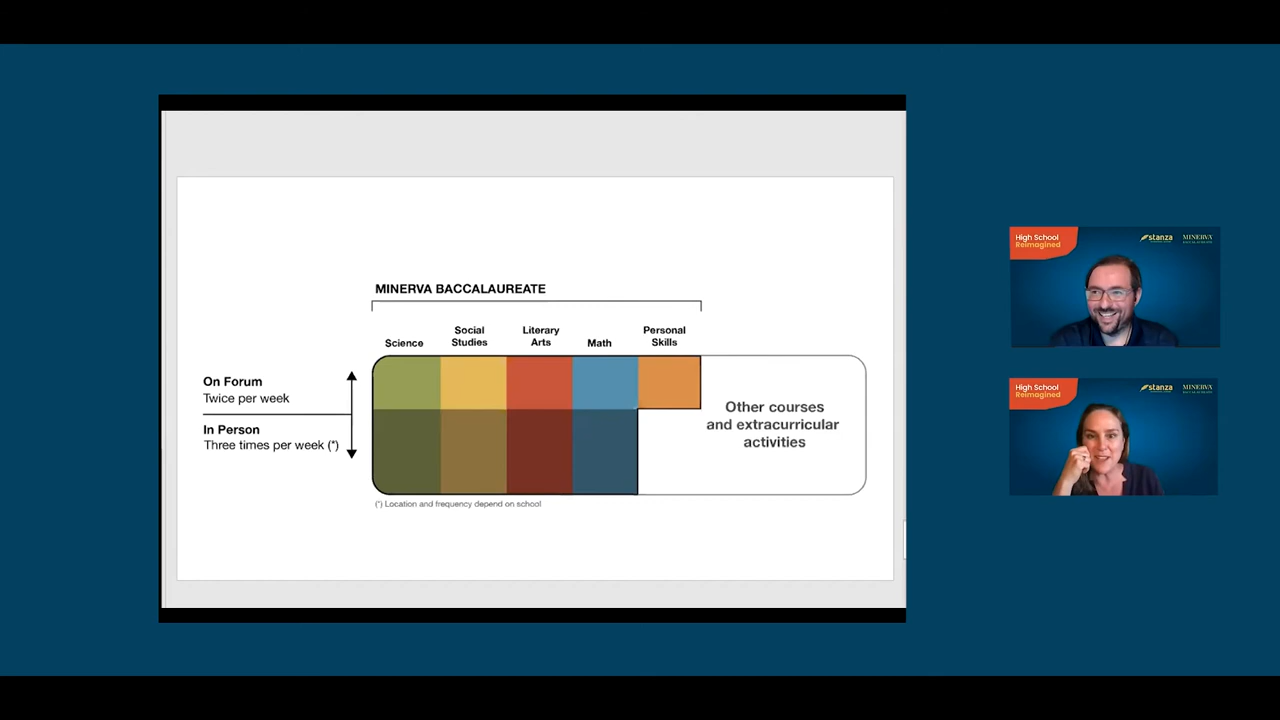 MINERVA BACCALAUREATE
Science
Social
Studies
Literary
Arts
Math
Personal
Skills
On Forum
Twice per week
In Person
Three times per week (*)
Other courses
and extracurricular
activities
(*) Location and frequency depend on school
High School
Reimagined
stanza
MINERVA
BACCALAUREATE
High School
Reimagined
stanza
MINERVA
BACCALAUREATE